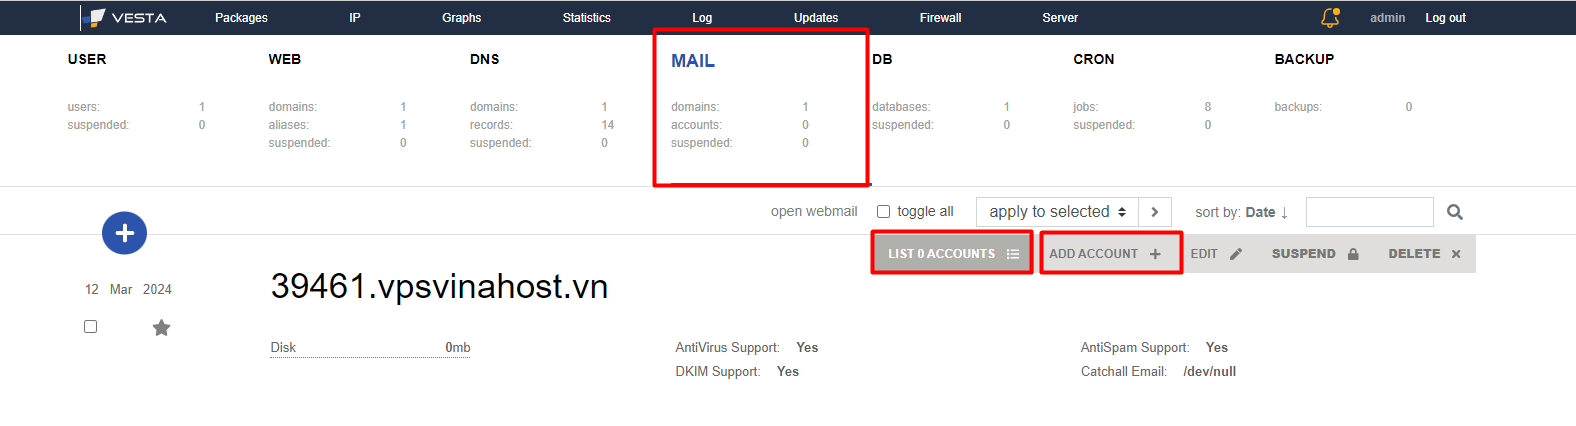 VESTA Packages IP Graphs Statistics Log Updates Firewall Server admin Log out
USER WEB DNS MAIL DB CRON BACKUP
users: 1 domains: 1 domains: 1 domains: 1 databases: 1 jobs: 8 backups: 0
suspended: 0 aliases: 1 records: 14 accounts: 0 suspended: 0 suspended: 0
suspended: 0 suspended: 0 suspended: 0
open webmail toggle all apply to selected sort by: Date ↓
LIST 0 ACCOUNTS ADD ACCOUNT EDIT SUSPEND DELETE
12 Mar 2024 39461.vpsvinahost.vn
Disk 0mb AntiVirus Support: Yes AntiSpam Support: Yes
DKIM Support: Yes Catchall Email: /dev/null